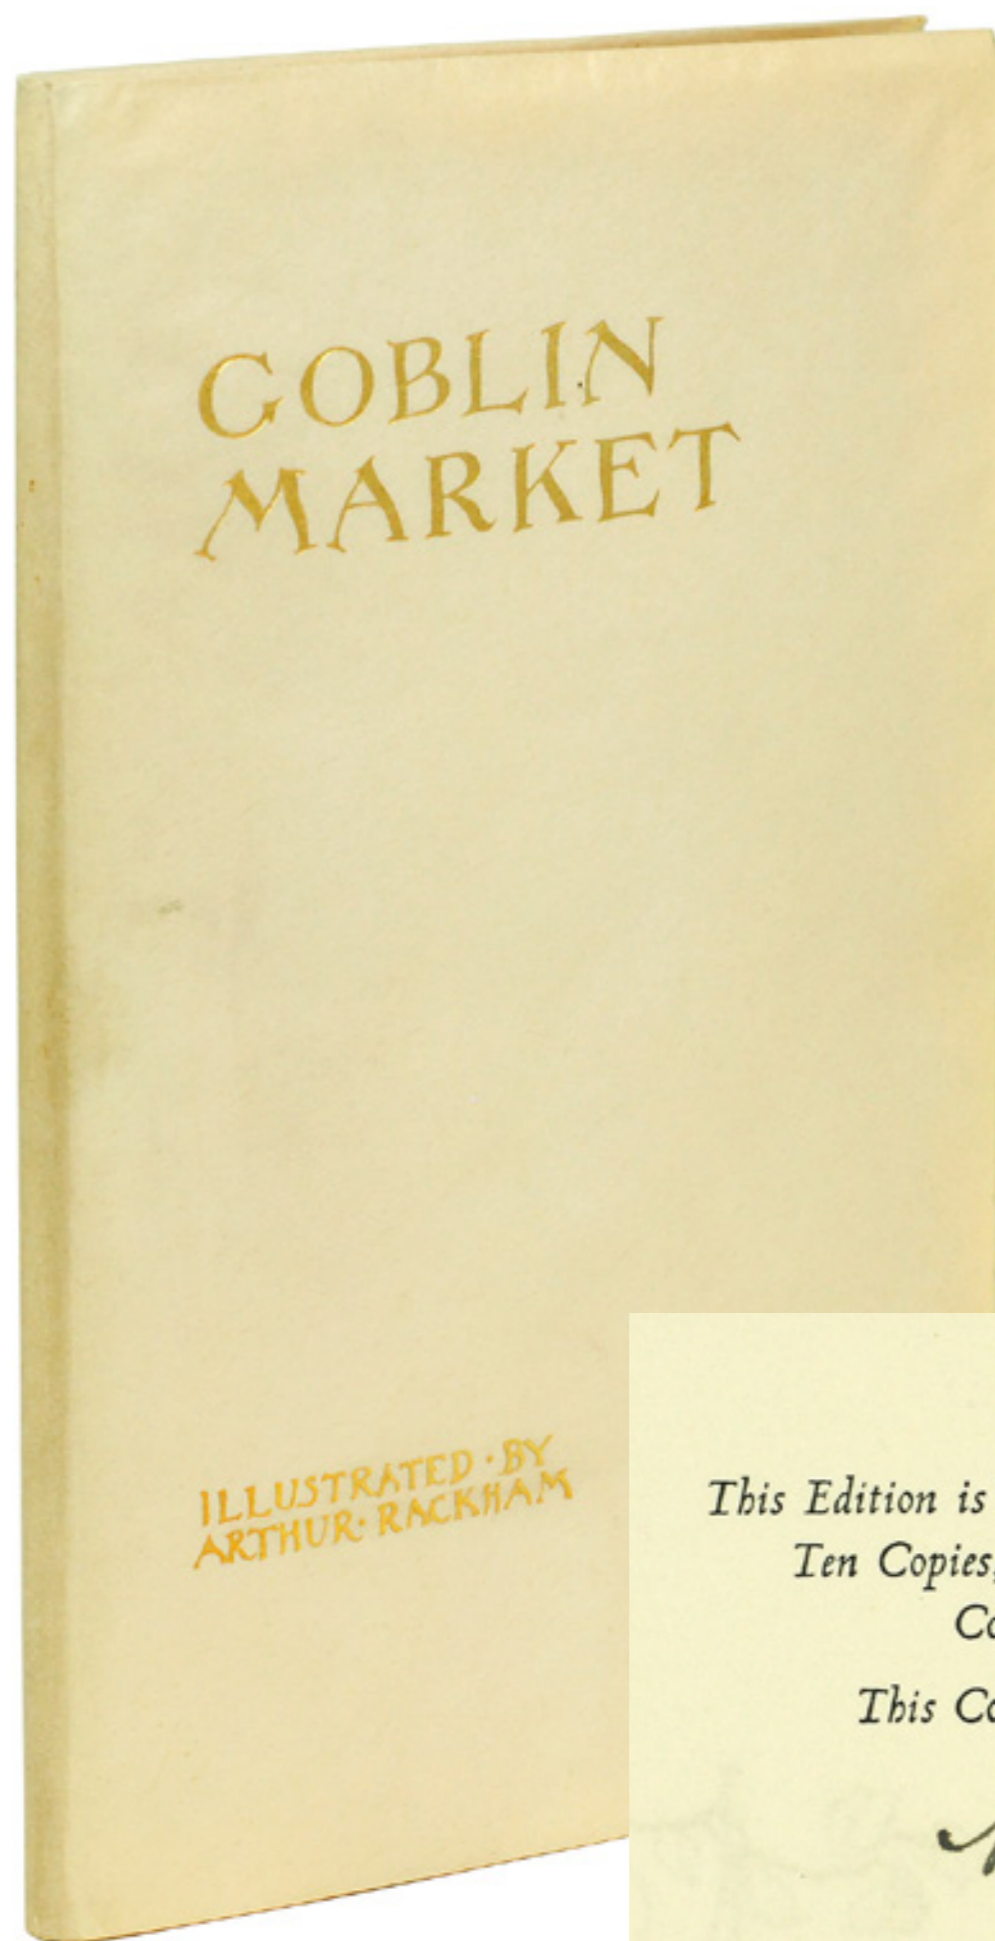 GOBLIN
MARKET
ILLUSTRATED · BY
ARTHUR · RACKHAM
This Edition is
Ten Copies,
This